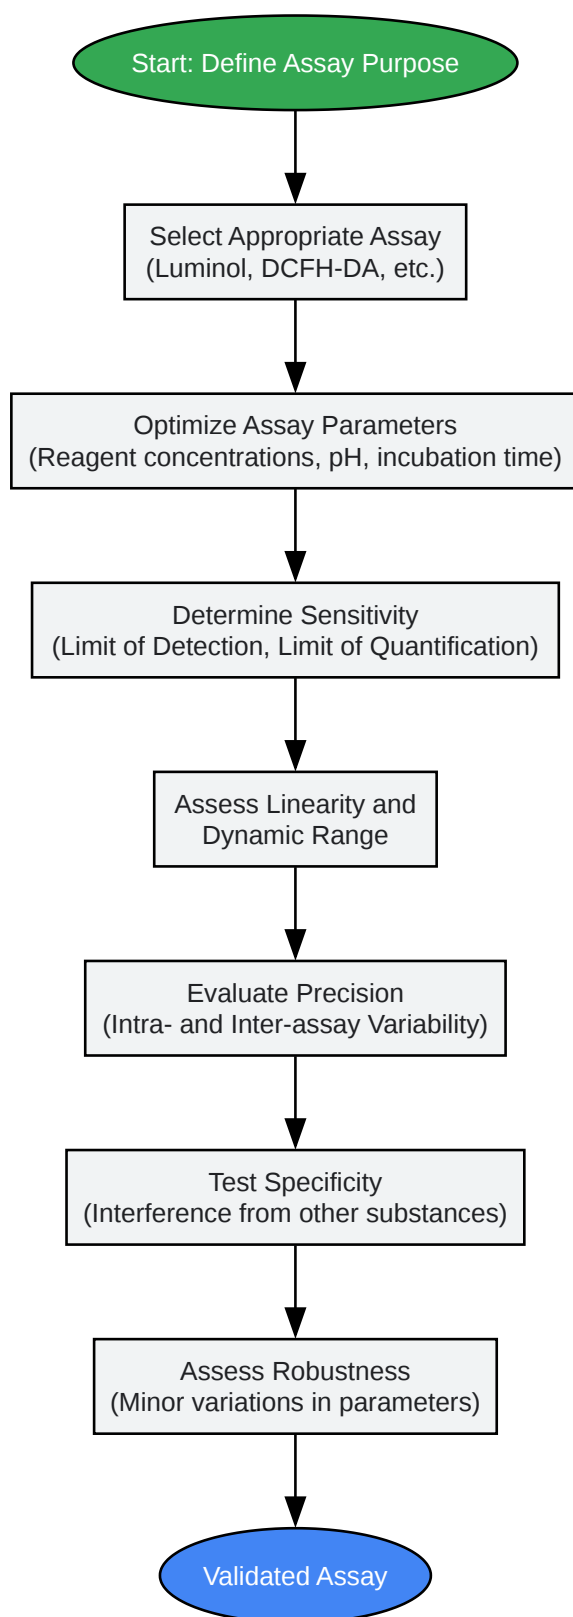 Start: Define Assay Purpose
Select Appropriate Assay
(Luminol, DCFH-DA, etc.)
Optimize Assay Parameters
(Reagent concentrations, pH, incubation time)
Determine Sensitivity
(Limit of Detection, Limit of Quantification)
Assess Linearity and
Dynamic Range
Evaluate Precision
(Intra- and Inter-assay Variability)
Test Specificity
(Interference from other substances)
Assess Robustness
(Minor variations in parameters)
Validated Assay